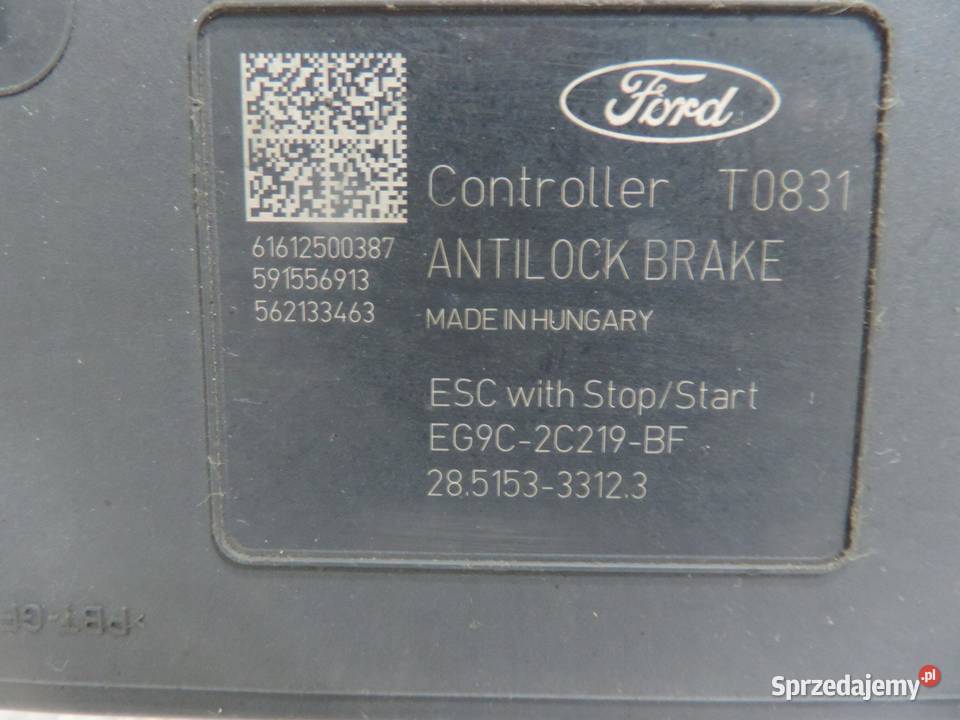 Ford
Controller T0831
61612500387
591556913
562133463
ANTILOCK BRAKE
MADE IN HUNGARY
ESC with Stop/Start
EG9C-2C219-BF
28.5153-3312.3
Sprzedajemy.pl